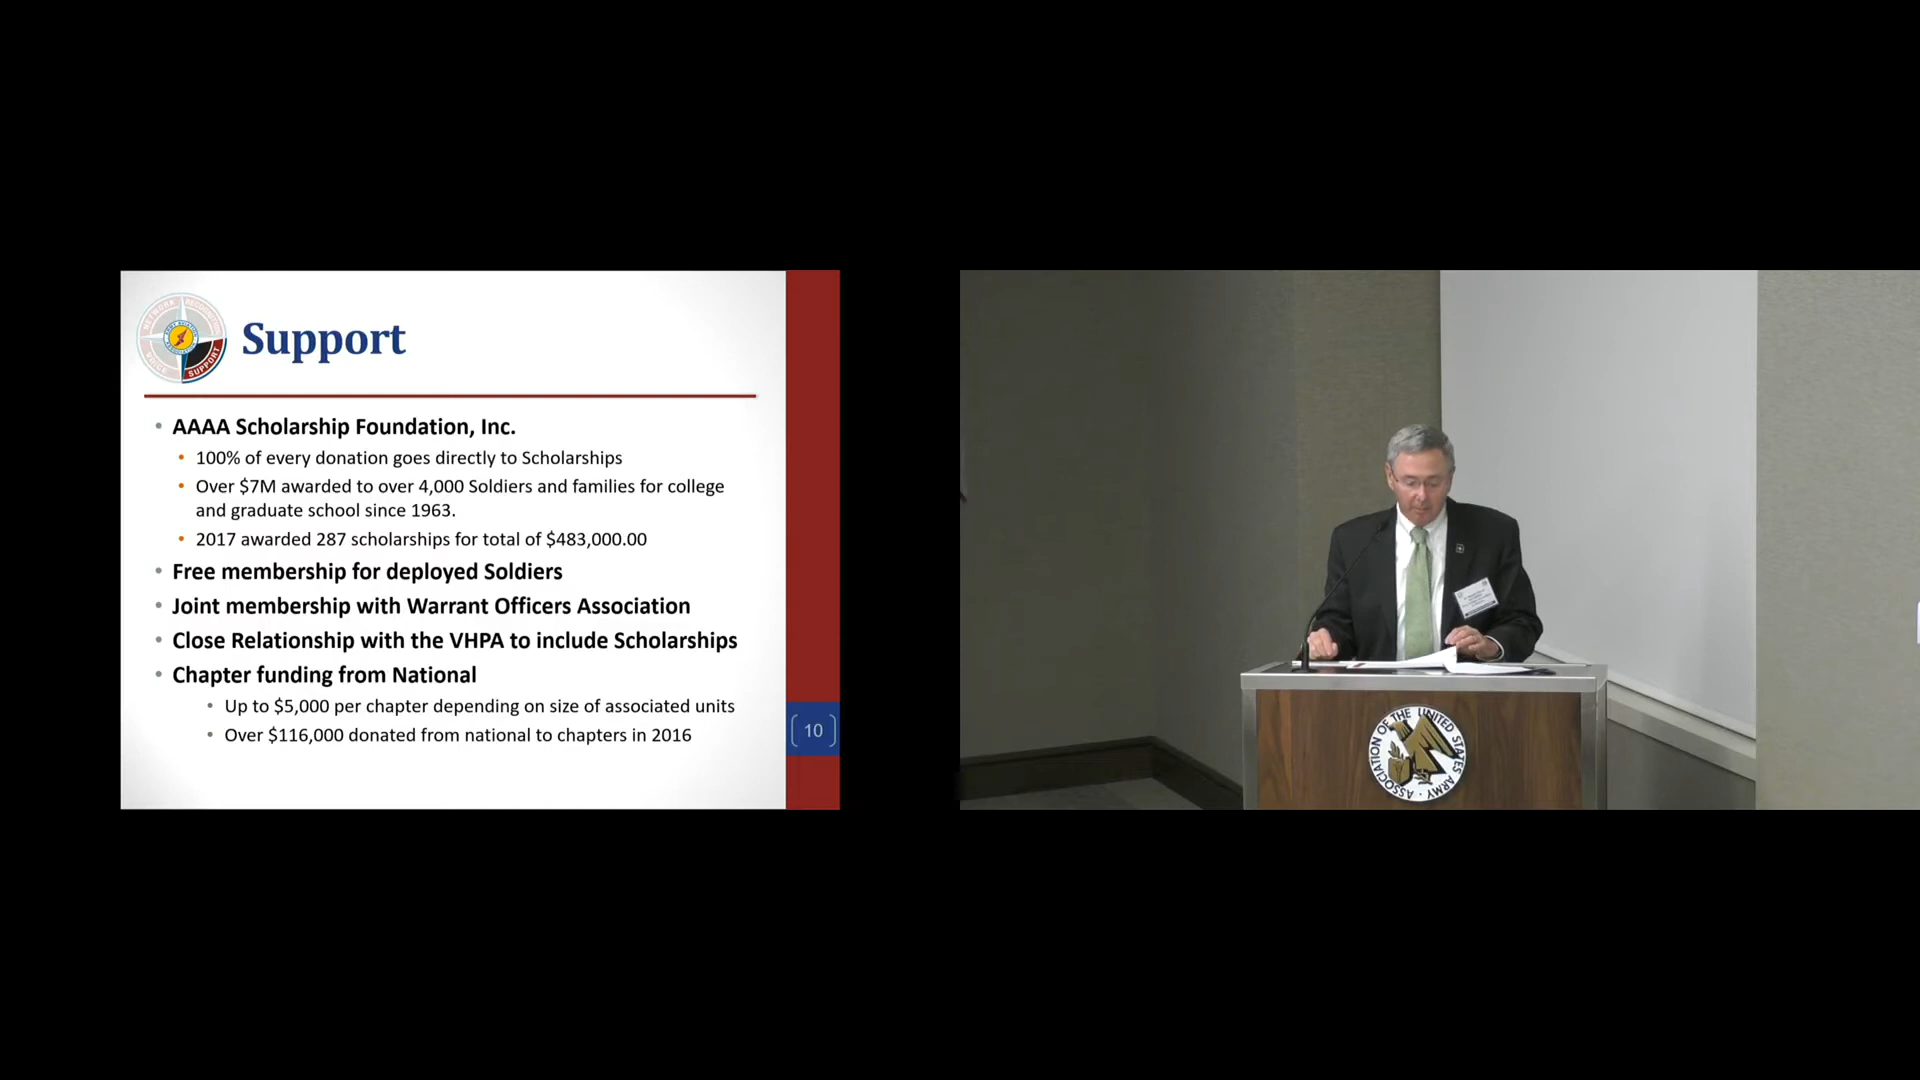 NETWORK
RECOGNITION
VOICE
SUPPORT
Support
• AAAA Scholarship Foundation, Inc.
• 100% of every donation goes directly to Scholarships
• Over $7M awarded to over 4,000 Soldiers and families for college
and graduate school since 1963.
• 2017 awarded 287 scholarships for total of $483,000.00
• Free membership for deployed Soldiers
• Joint membership with Warrant Officers Association
• Close Relationship with the VHPA to include Scholarships
• Chapter funding from National
• Up to $5,000 per chapter depending on size of associated units
• Over $116,000 donated from national to chapters in 2016
10
ASSOCIATION OF THE UNITED STATES ARMY